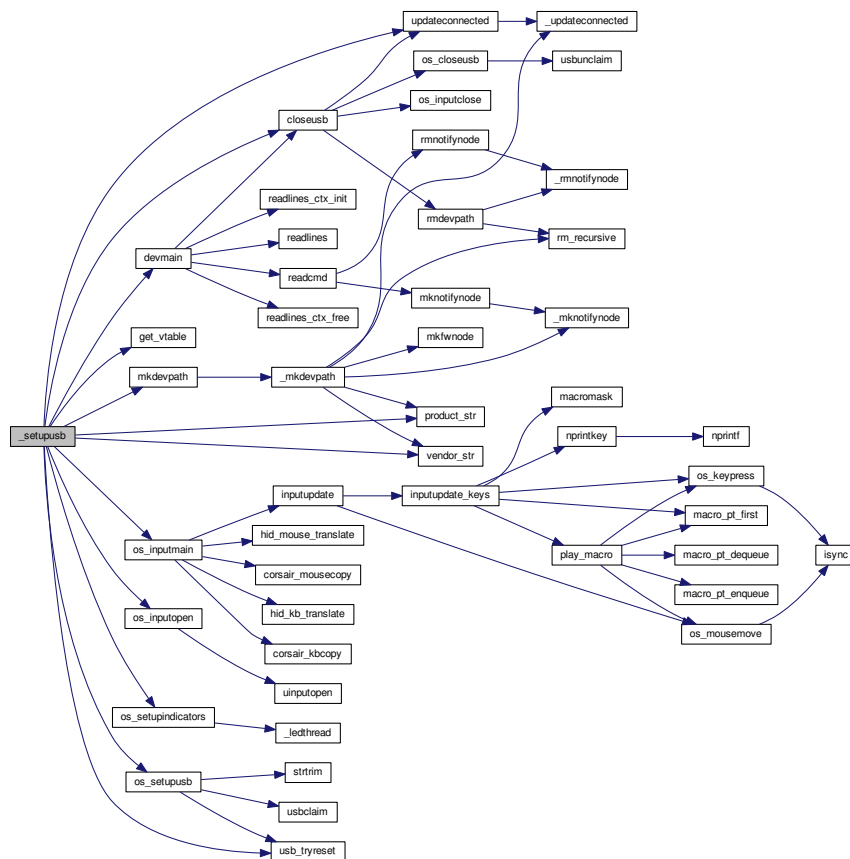 updateconnected
_updateconnected
os_closeusb
usbunclaim
os_inputclose
closeusb
rmnotifynode
_rmnotifynode
readlines_ctx_init
rmdevpath
readlines
rm_recursive
devmain
readcmd
mknotifynode
readlines_ctx_free
_mknotifynode
get_vtable
mkfwnode
mkdevpath
_mkdevpath
macromask
product_str
_setupusb
nprintkey
nprintf
vendor_str
os_keypress
inputupdate
inputupdate_keys
macro_pt_first
hid_mouse_translate
os_inputmain
play_macro
macro_pt_dequeue
isync
corsair_mousecopy
macro_pt_enqueue
hid_kb_translate
os_inputopen
os_mousemove
corsair_kbcopy
uinputopen
os_setupindicators
_ledthread
strtrim
os_setupusb
usbclaim
usb_tryreset